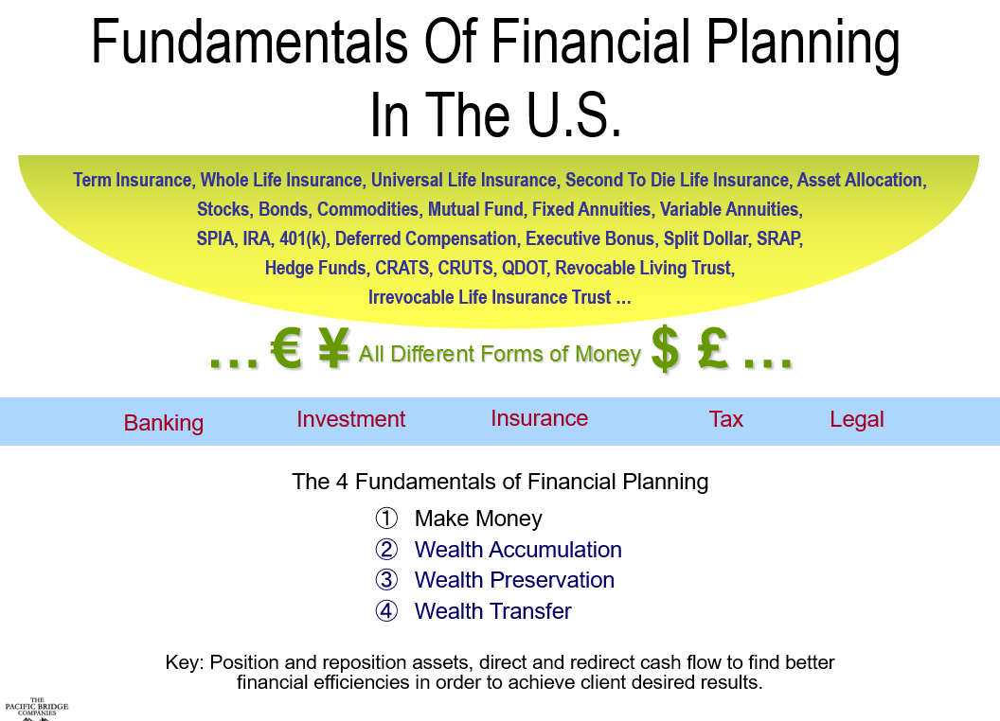 Fundamentals Of Financial Planning
In The U.S.
Term Insurance, Whole Life Insurance, Universal Life Insurance, Second To Die Life Insurance, Asset Allocation,
Stocks, Bonds, Commodities, Mutual Fund, Fixed Annuities, Variable Annuities,
SPIA, IRA, 401(k), Deferred Compensation, Executive Bonus, Split Dollar, SRAP,
Hedge Funds, CRATS, CRUTS, QDOT, Revocable Living Trust,
Irrevocable Life Insurance Trust …
… € ¥ All Different Forms of Money $ £ …
Banking Investment Insurance Tax Legal
The 4 Fundamentals of Financial Planning
① Make Money
② Wealth Accumulation
③ Wealth Preservation
④ Wealth Transfer
Key: Position and reposition assets, direct and redirect cash flow to find better
financial efficiencies in order to achieve client desired results.
THE
PACIFIC BRIDGE
COMPANIES